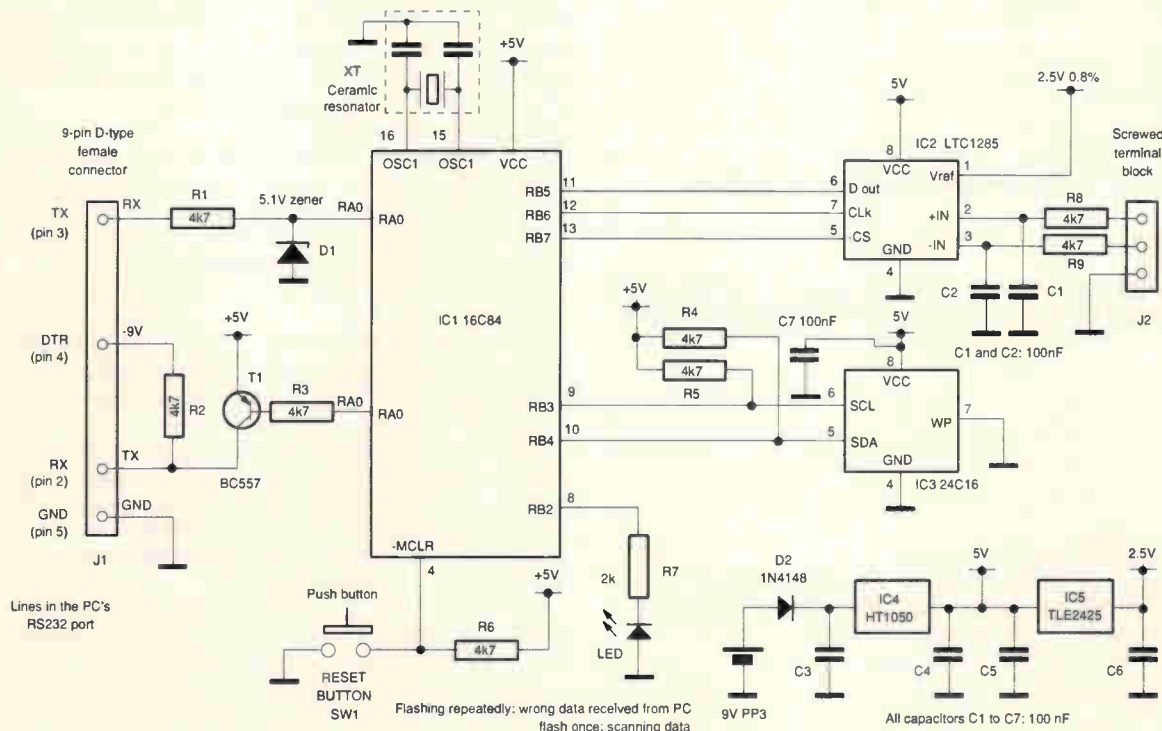 XT
Ceramic
resonator
+5V
16
15
OSC1
OSC1
VCC
9-pin D-type
female
connector
TX
(pin 3)
RX
R1
4k7
5.1V zener
D1
RA0
RA0
DTR
(pin 4)
-9V
4k7
R2
+5V
T1
BC557
R3
4k7
RA0
RA0
RX
(pin 2)
TX
GND
(pin 5)
GND
J1
Lines in the PC's
RS232 port
IC1 16C84
RB5
11
RB6
12
RB7
13
RB3
9
RB4
10
RB2
8
-MCLR
4
Push button
RESET
BUTTON
SW1
R6
4k7
+5V
2k
R7
LED
Flashing repeatedly: wrong data received from PC
flash once: scanning data
5V
2.5V 0.8%
IC2 LTC1285
8
VCC
1
Vref
6
D out
7
CLk
5
-CS
2
+IN
3
-IN
GND
4
R8
4k7
4k7
R9
C2
C1
C1 and C2: 100nF
Screwed
terminal
block
J2
+5V
R4
4k7
4k7
R5
C7 100nF
5V
8
VCC
6
SCL
5
SDA
WP
7
GND
4
IC3 24C16
D2
1N4148
9V PP3
C3
IC4
HT1050
C4
5V
C5
IC5
TLE2425
2.5V
C6
All capacitors C1 to C7: 100 nF